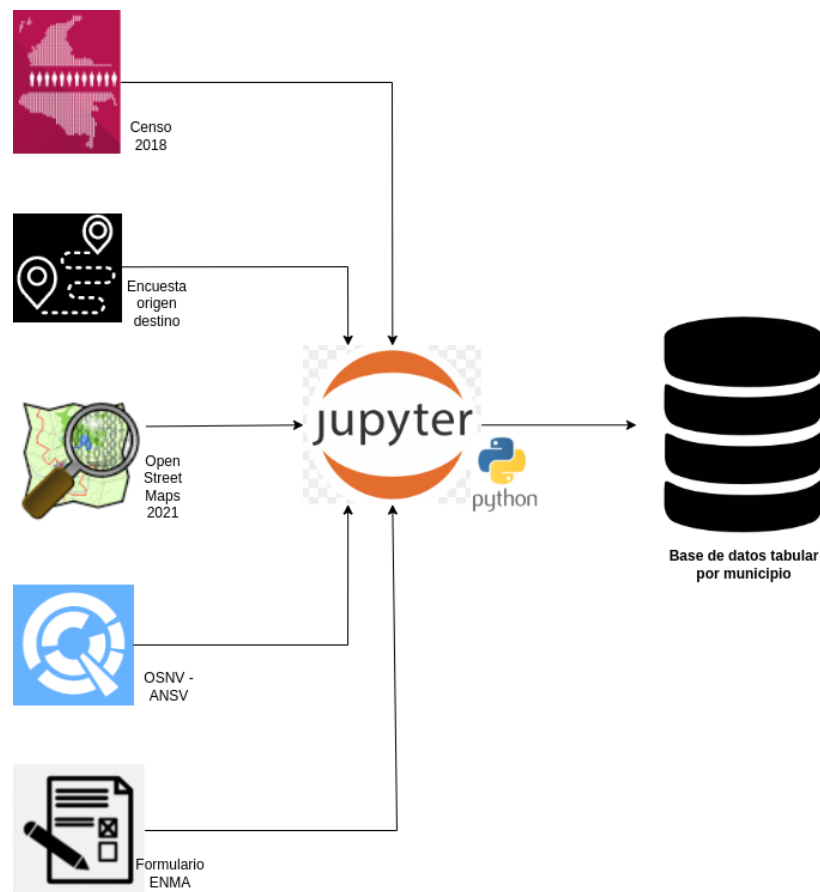 Censo
2018
Encuesta
origen
destino
Open
Street
Maps
2021
jupyter
python
Base de datos tabular
por municipio
OSNV -
ANSV
Formulario
ENMA